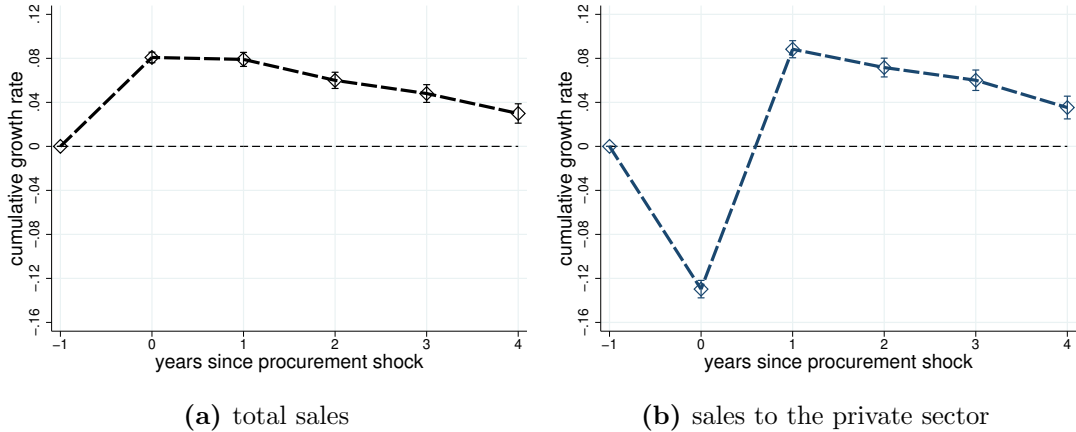 .12
.08
.04
0
-.04
-.08
-.12
-.16
cumulative growth rate
-1 0 1 2 3 4
years since procurement shock
(a) total sales
.12
.08
.04
0
-.04
-.08
-.12
-.16
cumulative growth rate
-1 0 1 2 3 4
years since procurement shock
(b) sales to the private sector